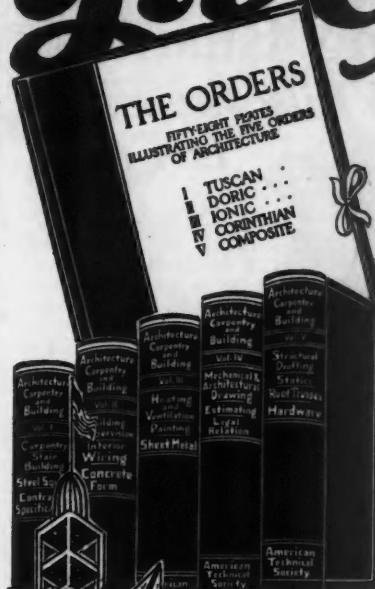 THE ORDERS
FIFTY-EIGHT PLATES
ILLUSTRATING THE FIVE ORDERS
OF ARCHITECTURE
I TUSCAN
II DORIC
III IONIC
IV CORINTHIAN
V COMPOSITE
Architecture
Carpentry
and
Building
Vol. I
Carpentry
Stair
Building
Steel
Architecture
Carpentry
and
Building
Vol. II
Interior
Wiring
Concrete
Form
Architecture
Carpentry
and
Building
Vol. III
Heating
and
Ventilation
Painting
Sheet Metal
Architecture
Carpentry
and
Building
Vol. IV
Mechanical &
Architectural
Drawing
Estimating
Legal
Relation
American
Technical
Society
Architecture
Carpentry
and
Building
Vol. V
Structural
Drafting
Statics
Roof Trusses
Hardware
American
Technical
Society